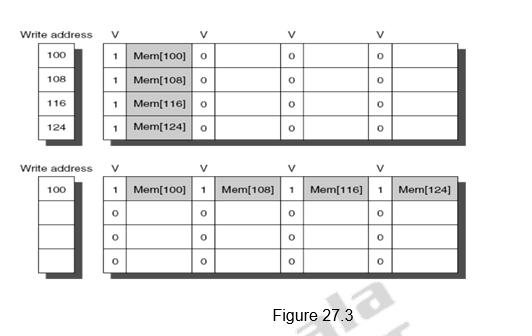 Write address V V V V
100 1 Mem[100] 0 0 0
108 1 Mem[108] 0 0 0
116 1 Mem[116] 0 0 0
124 1 Mem[124] 0 0 0
Write address V V V V
100 1 Mem[100] 1 Mem[108] 1 Mem[116] 1 Mem[124]
0 0 0 0
0 0 0 0
0 0 0 0
Figure 27.3